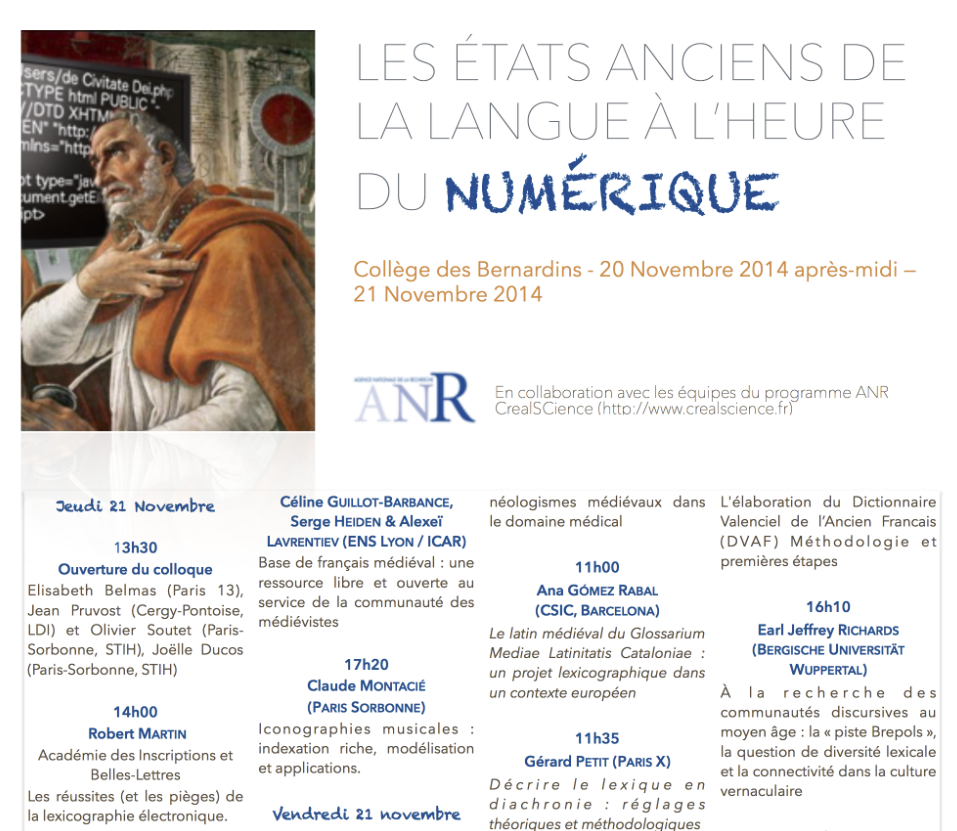 sers/de Civitate Dei.php
TYPE html PUBLIC "-
//DTD XHTM
EN" "http:/
mlns="http
pt type="jav
cument.getE
ipt>
LES ÉTATS ANCIENS DE
LA LANGUE À L'HEURE
DU NUMÉRIQUE
Collège des Bernardins - 20 Novembre 2014 après-midi –
21 Novembre 2014
AGENCE NATIONALE DE LA RECHERCHE
ANR
En collaboration avec les équipes du programme ANR
CrealSCience (http://www.crealscience.fr)
Jeudi 21 Novembre
13h30
Ouverture du colloque
Elisabeth Belmas (Paris 13),
Jean Pruvost (Cergy-Pontoise,
LDI) et Olivier Soutet (Paris-
Sorbonne, STIH), Joëlle Ducos
(Paris-Sorbonne, STIH)
14h00
Robert MARTIN
Académie des Inscriptions et
Belles-Lettres
Les réussites (et les pièges) de
la lexicographie électronique.
Céline GUILLOT-BARBANCE,
Serge HEIDEN & Alexeï
LAVRENTIEV (ENS LYON / ICAR)
Base de français médiéval : une
ressource libre et ouverte au
service de la communauté des
médiévistes
17h20
Claude MONTACIÉ
(PARIS SORBONNE)
Iconographies musicales :
indexation riche, modélisation
et applications.
Vendredi 21 novembre
néologismes médiévaux dans
le domaine médical
11h00
Ana GÓMEZ RABAL
(CSIC, BARCELONA)
Le latin médiéval du Glossarium
Mediae Latinitatis Cataloniae :
un projet lexicographique dans
un contexte européen
11h35
Gérard PETIT (PARIS X)
Décrire le lexique en
diachronie : réglages
théoriques et méthodologiques
L'élaboration du Dictionnaire
Valenciel de l'Ancien Francais
(DVAF) Méthodologie et
premières étapes
16h10
Earl Jeffrey RICHARDS
(BERGISCHE UNIVERSITÄT
WUPPERTAL)
À la recherche des
communautés discursives au
moyen âge : la « piste Brepols »,
la question de diversité lexicale
et la connectivité dans la culture
vernaculaire